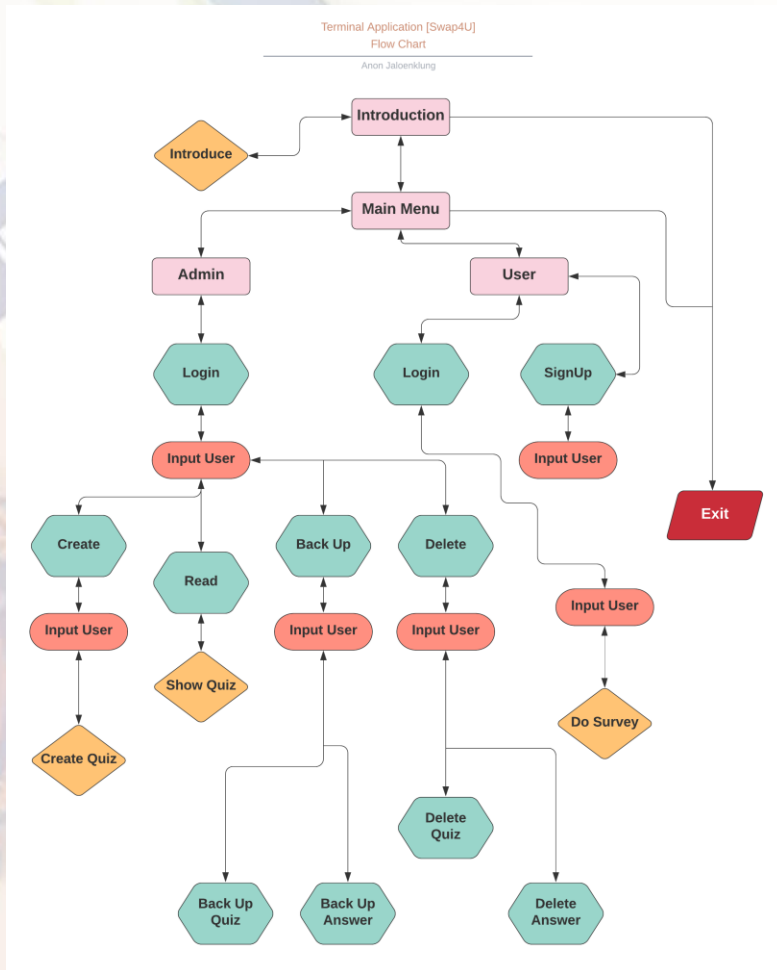 Terminal Application [Swap4U]
Flow Chart
Anon Jaloenklung
Introduction
Introduce
Main Menu
Admin
User
Login
Login
SignUp
Input User
Input User
Exit
Create
Read
Back Up
Delete
Input User
Input User
Input User
Input User
Show Quiz
Do Survey
Create Quiz
Delete
Quiz
Back Up
Quiz
Back Up
Answer
Delete
Answer